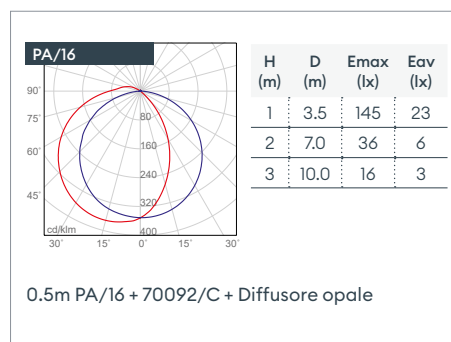 PA/16
90°
75°
60°
45°
30°
15°
0°
15°
30°
80
160
240
320
400
cd/klm
H D Emax Eav
(m) (m) (lx) (lx)
1 3.5 145 23
2 7.0 36 6
3 10.0 16 3
0.5m PA/16 + 70092/C + Diffusore opale